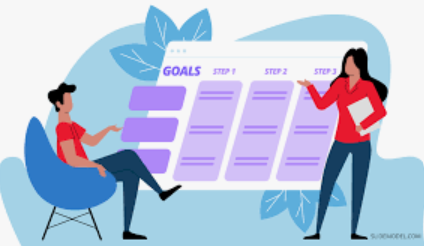 GOALS STEP 1 STEP 2 STEP 3
SLIDEMODEL.COM